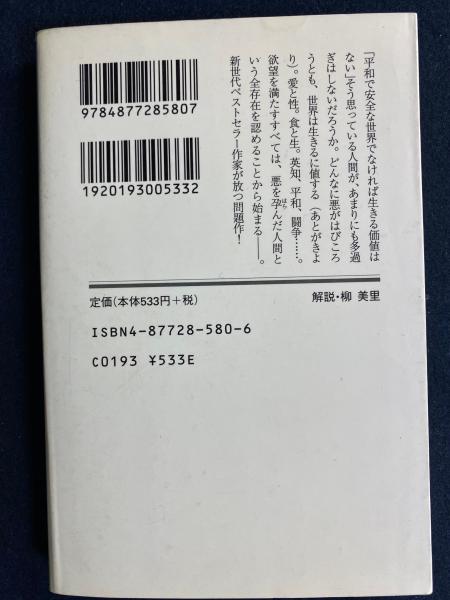 「平和で安全な世界でなければ生きる価値は
ない」そう思っている人間が、あまりにも多過
ぎはしないだろうか。どんなに悪がはびころ
うとも、世界は生きるに値する（あとがきよ
り）。愛と性。食と生。英知、平和、闘争……。
欲望を満たすすべては、悪を孕んだ人間と
はら
いう全存在を認めることから始まる――。
新世代ベストセラー作家が放つ問題作！
9784877285807
1920193005332
定価(本体533円+税)
解説・柳 美里
ISBN4-87728-580-6
C0193 ¥533E